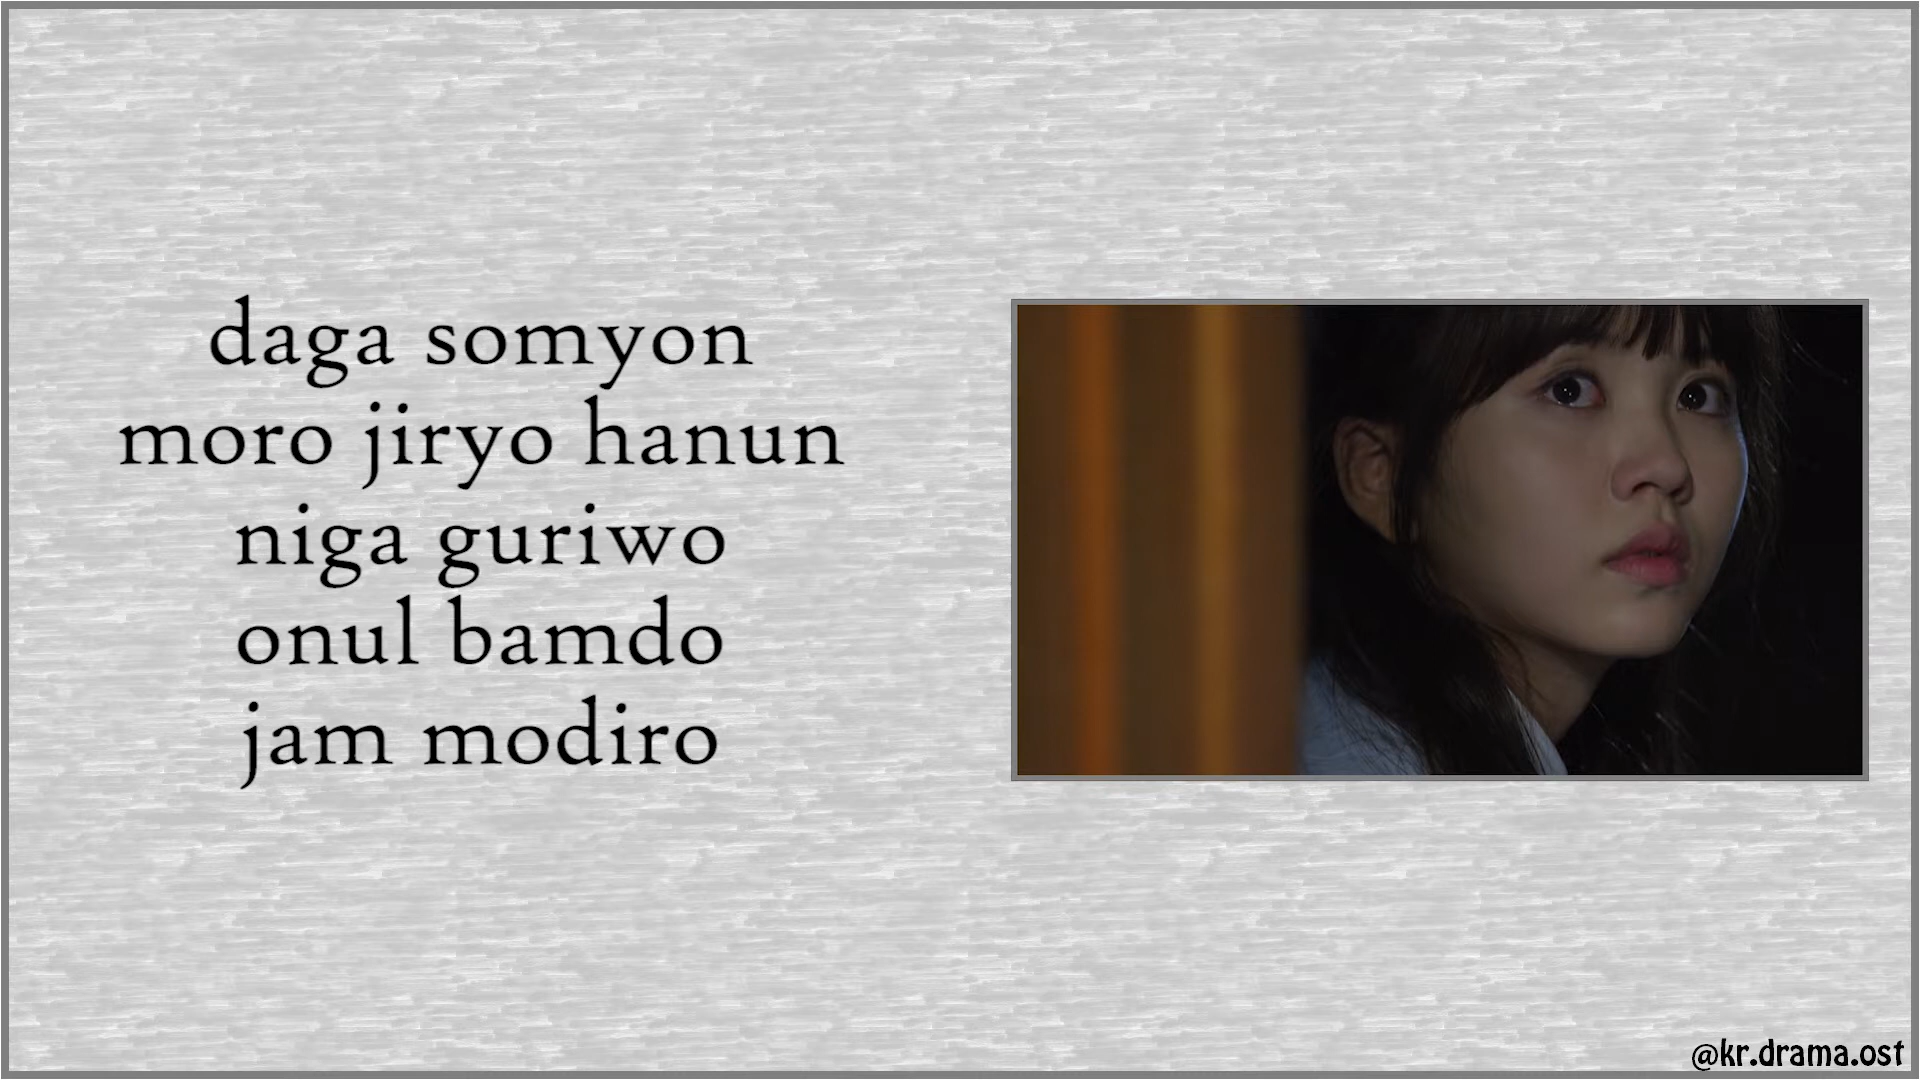 daga somyon
moro jiryo hanun
niga guriwo
onul bamdo
jam modiro
@kr.drama.ost